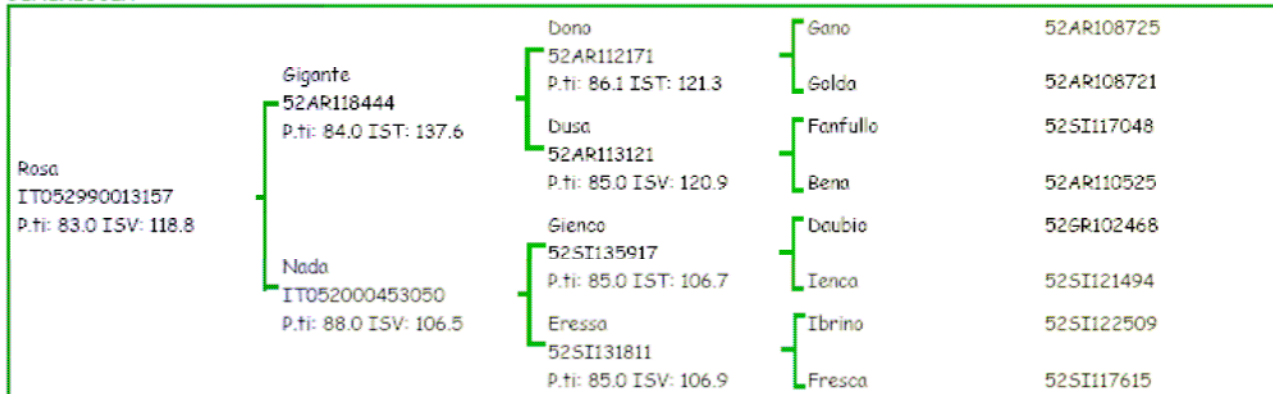 Rosa
IT052990013157
P.ti: 83.0 ISV: 118.8
Gigante
52AR118444
P.ti: 84.0 IST: 137.6
Nada
IT052000453050
P.ti: 88.0 ISV: 106.5
Dono
52AR112171
P.ti: 86.1 IST: 121.3
Dusa
52AR113121
P.ti: 85.0 ISV: 120.9
Gienco
52SI135917
P.ti: 85.0 IST: 106.7
Eressa
52SI131811
P.ti: 85.0 ISV: 106.9
Gano 52AR108725
Golda 52AR108721
Fanfullo 52SI117048
Bena 52AR110525
Daubio 52GR102468
Ienca 52SI121494
Ibrino 52SI122509
Fresca 52SI117615